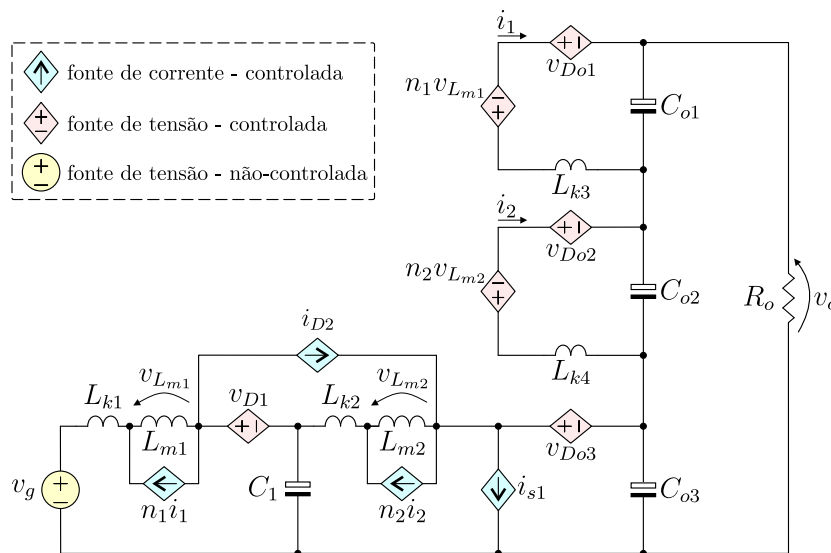 fonte de corrente - controlada
fonte de tensão - controlada
fonte de tensão - não-controlada
i1
vDo1
n1vLm1
Co1
Lk3
i2
vDo2
n2vLm2
Co2
Ro
vo
Lk4
iD2
Lk1
vLm1
Lm1
vD1
Lk2
vLm2
Lm2
vDo3
vg
n1i1
C1
n2i2
is1
Co3